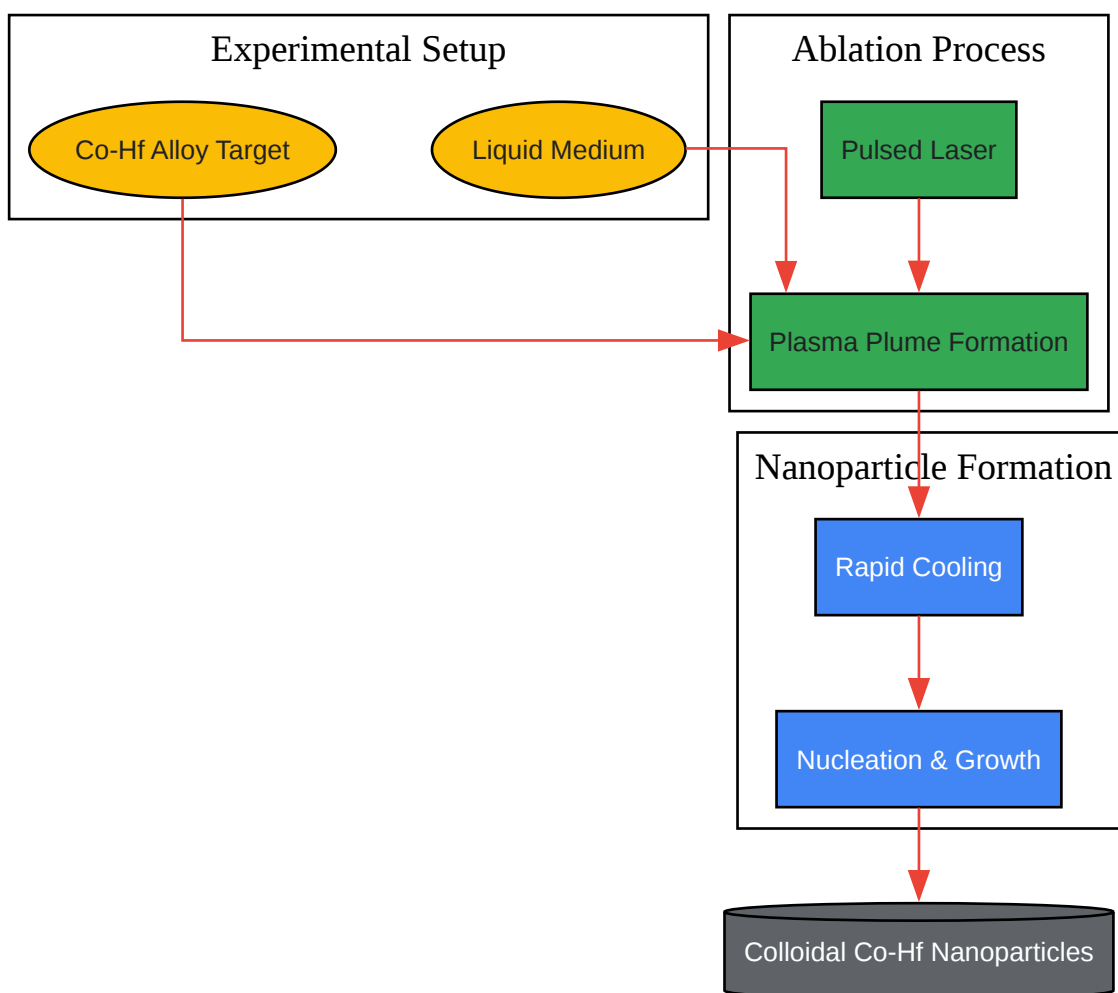 Experimental Setup
Ablation Process
Co-Hf Alloy Target
Liquid Medium
Pulsed Laser
Plasma Plume Formation
Nanoparticle Formation
Rapid Cooling
Nucleation & Growth
Colloidal Co-Hf Nanoparticles